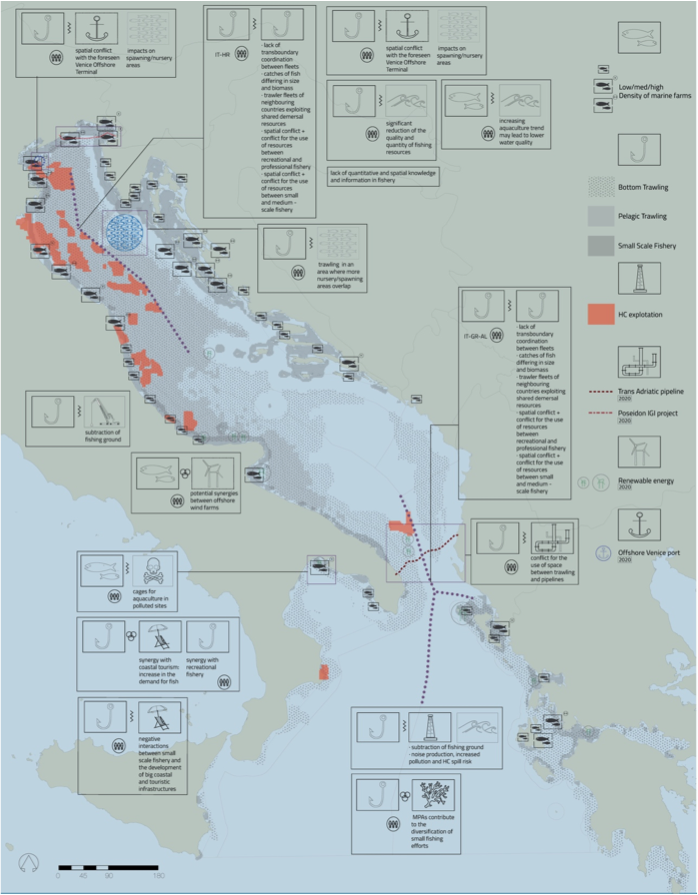 spatial conflict
with the foreseen
Venice Offshore
Terminal
impacts on
spawning/nursery
areas
IT-HR
- lack of
transboundary
coordination
between fleets
- catches of fish
differing in size
and biomass
- trawler fleets of
neighbouring
countries exploiting
shared demersal
resources
- spatial conflict +
conflict for the use
of resources
between
recreational and
professional fishery
- spatial conflict +
conflict for the use
of resources
between small
and medium -
scale fishery
spatial conflict
with the foreseen
Venice Offshore
Terminal
impacts on
spawning/nursery
areas
significant
reduction of the
quality and
quantity of fishing
resources
increasing
aquaculture trend
may lead to lower
water quality
lack of quantitative and spatial knowledge
and information in fishery
trawling in an
area where more
nursery/spawning
areas overlap
IT-GR-AL
- lack of
transboundary
coordination
between fleets
- catches of fish
differing in size
and biomass
- trawler fleets of
neighbouring
countries exploiting
shared demersal
resources
- spatial conflict +
conflict for the use
of resources
between
recreational and
professional fishery
- spatial conflict +
conflict for the use
of resources
between small
and medium -
scale fishery
subtraction of
fishing ground
potential synergies
between offshore
wind farms
conflict for the
use of space
between trawling
and pipelines
cages for
aquaculture in
polluted sites
synergy with
coastal tourism:
increase in the
demand for fish
synergy with
recreational
fishery
negative
interactions
between small
scale fishery and
the development
of big coastal
and touristic
infrastructures
- subtraction of fishing ground
- noise production, increased
pollution and HC spill risk
MPAs contribute
to the
diversification of
small fishing
efforts
Low/med/high
Density of marine farms
Bottom Trawling
Pelagic Trawling
Small Scale Fishery
HC explotation
Trans Adriatic pipeline
2020
Poseidon IGI project
2020
Renewable energy
2020
Offshore Venice port
2020
0 45 90 180